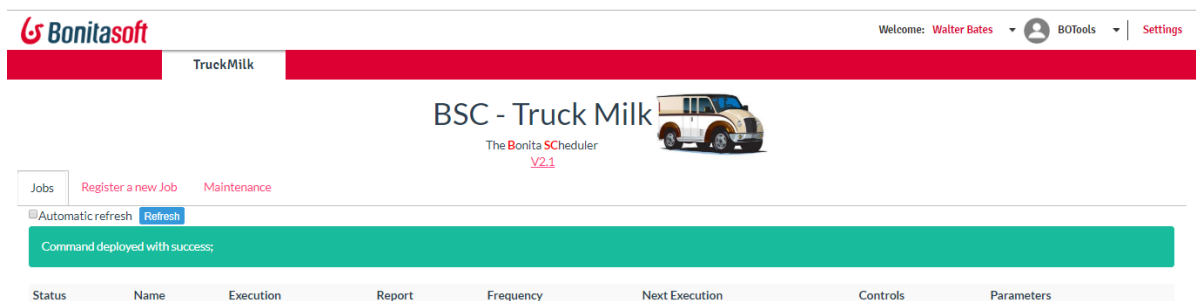 Bonitasoft
Welcome: Walter Bates BOTools Settings
TruckMilk
BSC - Truck Milk
The Bonita SCheduler
V2.1
Jobs Register a new Job Maintenance
Automatic refresh Refresh
Command deployed with success;
Status Name Execution Report Frequency Next Execution Controls Parameters